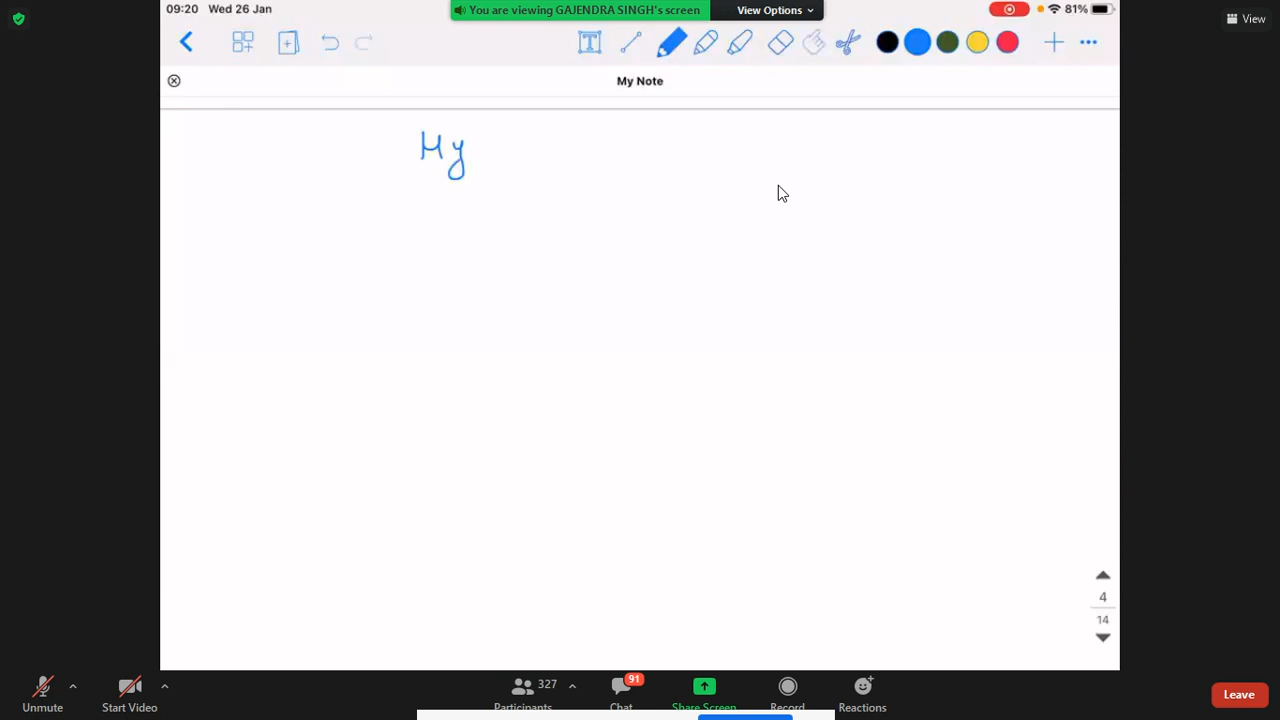 09:20 Wed 26 Jan You are viewing GAJENDRA SINGH's screen View Options 81% View
My Note
My
4
14
327 91
Unmute Start Video Participants Chat Share Screen Record Reactions Leave